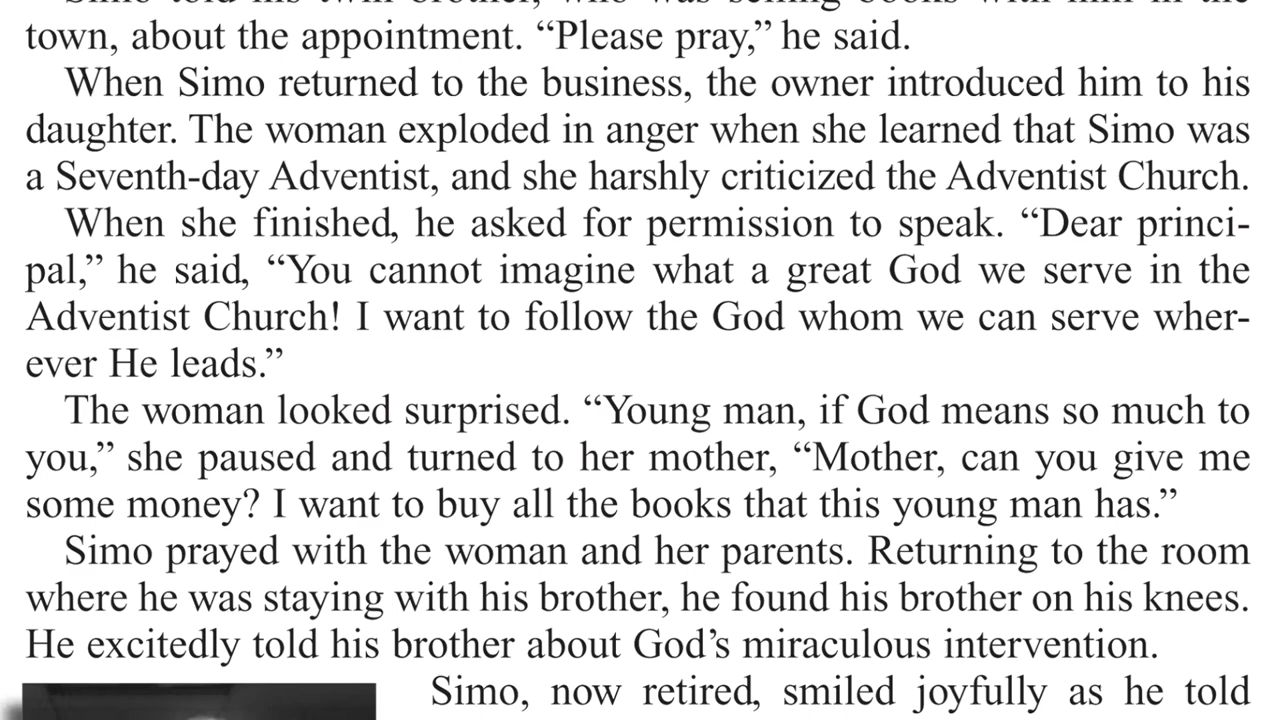 town, about the appointment. “Please pray,” he said.
When Simo returned to the business, the owner introduced him to his
daughter. The woman exploded in anger when she learned that Simo was
a Seventh-day Adventist, and she harshly criticized the Adventist Church.
When she finished, he asked for permission to speak. “Dear princi-
pal,” he said, “You cannot imagine what a great God we serve in the
Adventist Church! I want to follow the God whom we can serve wher-
ever He leads.”
The woman looked surprised. “Young man, if God means so much to
you,” she paused and turned to her mother, “Mother, can you give me
some money? I want to buy all the books that this young man has.”
Simo prayed with the woman and her parents. Returning to the room
where he was staying with his brother, he found his brother on his knees.
He excitedly told his brother about God’s miraculous intervention.
Simo, now retired, smiled joyfully as he told